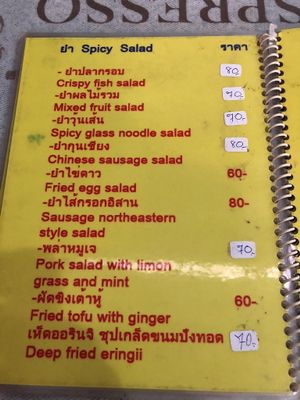 ESPRESSO
ยำ Spicy Salad ราคา
- ยำปลากรอบ 80.
Crispy fish salad
- ยำผลไม้รวม 70.
Mixed fruit salad
-ยำวุ้นเส้น 70.
Spicy glass noodle salad
-ยำกุนเชียง 80.
Chinese sausage salad
-ยำไข่ดาว 60-
Fried egg salad
-ยำไส้กรอกอิสาน 80-
Sausage northeastern
style salad
-พล่าหมูเจ 70.
Pork salad with limon
grass and mint
-ผัดขิงเต้าหู้ 60-
Fried tofu with ginger
เห็ดออรินจิ ชุปเกล็ดขนมปังทอด 70.
Deep fried eringii